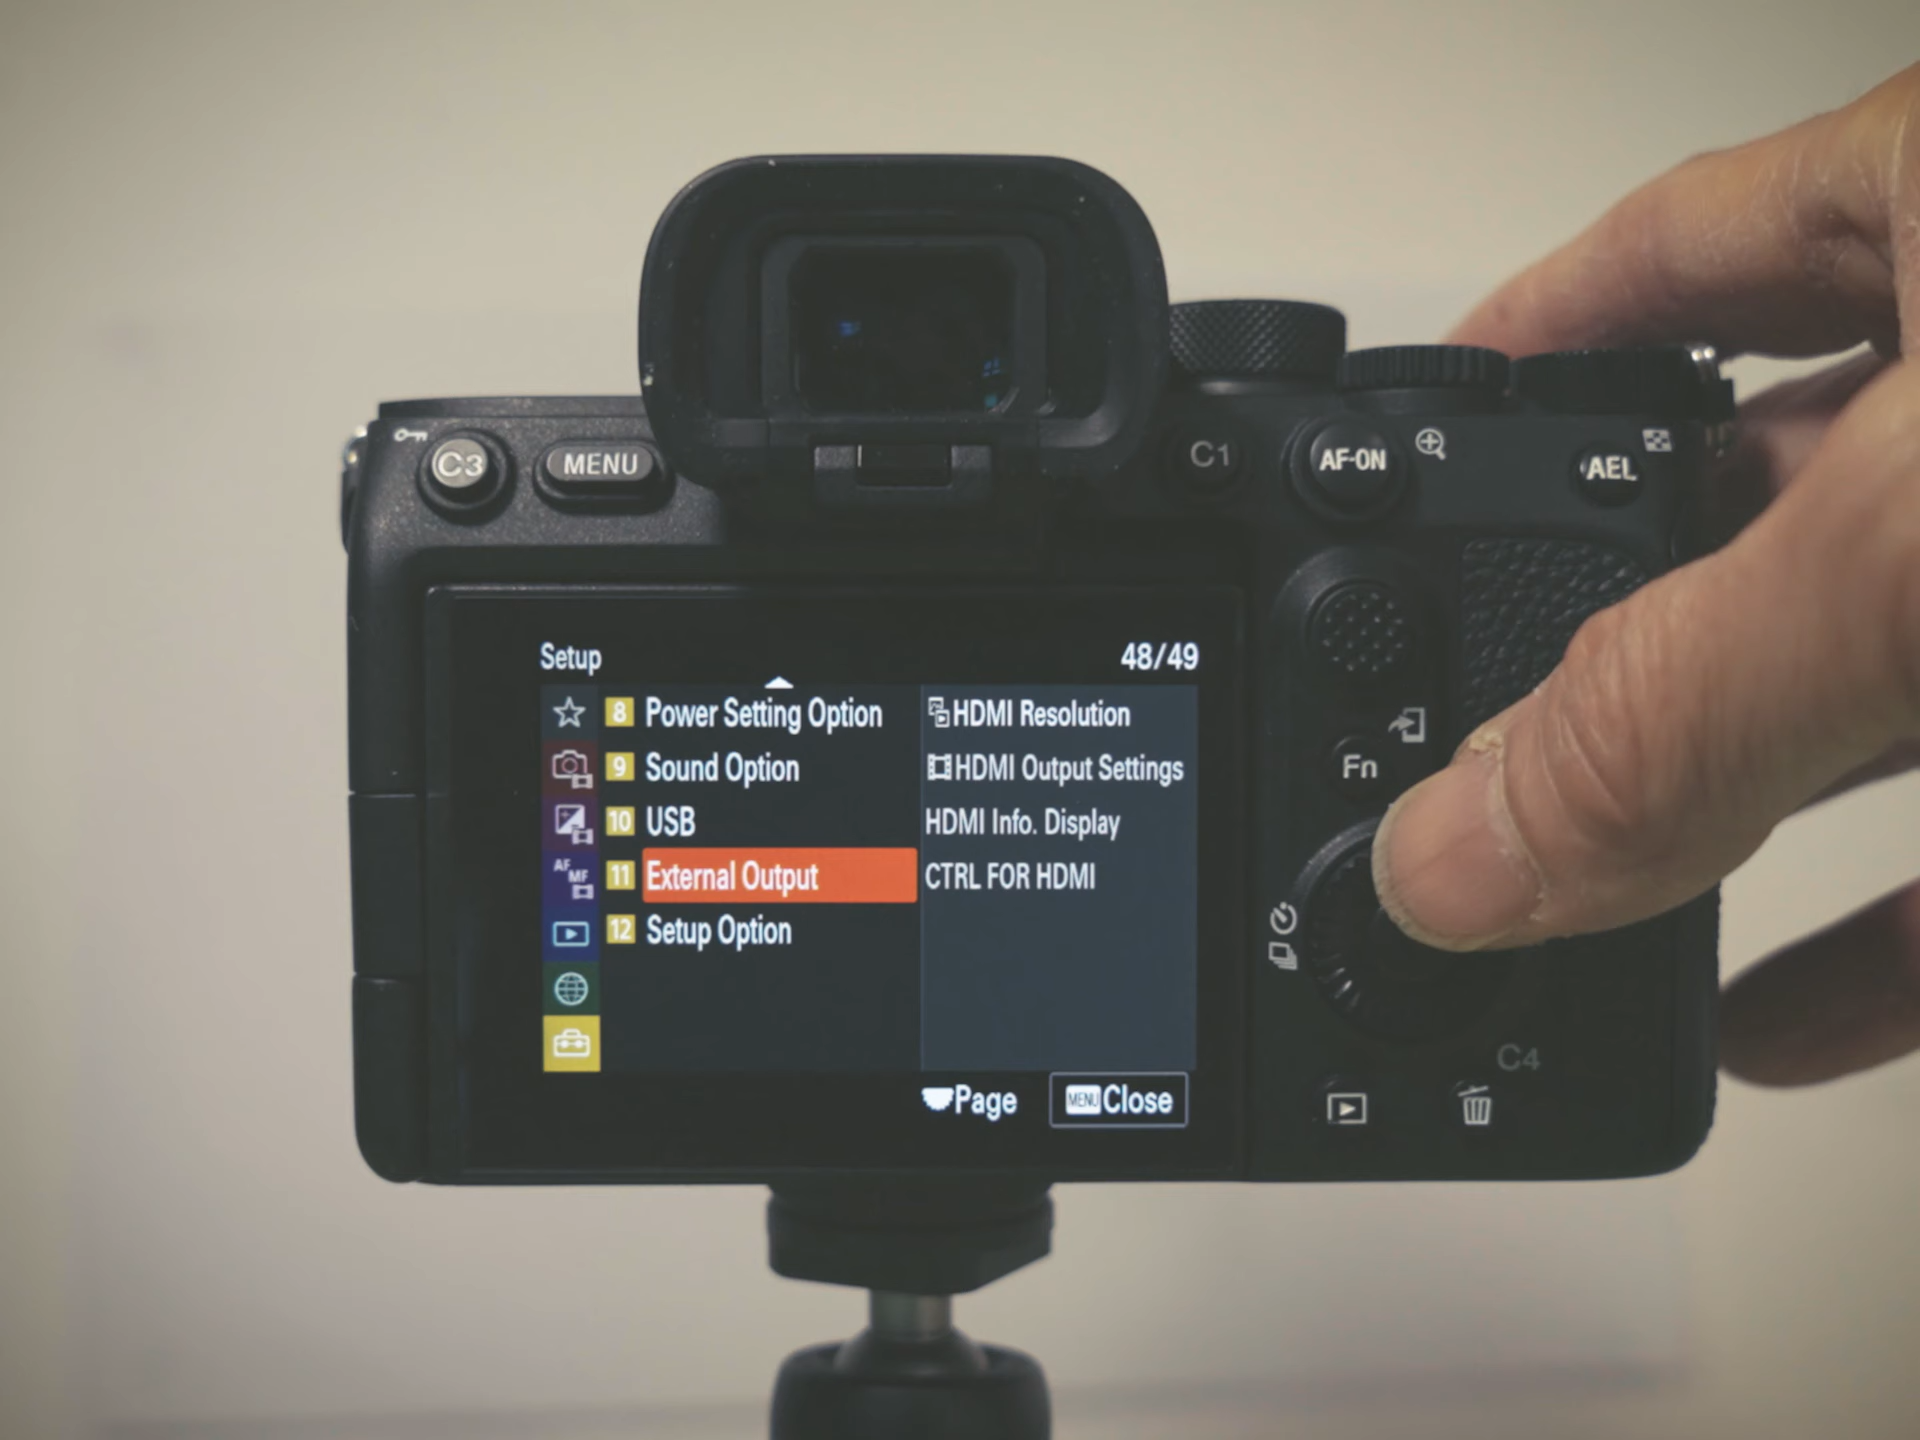 C3
MENU
C1
AF-ON
AEL
Setup
48/49
8 Power Setting Option
HDMI Resolution
9 Sound Option
HDMI Output Settings
10 USB
HDMI Info. Display
AF
MF
11 External Output
CTRL FOR HDMI
12 Setup Option
Page
MENU Close
Fn
C4